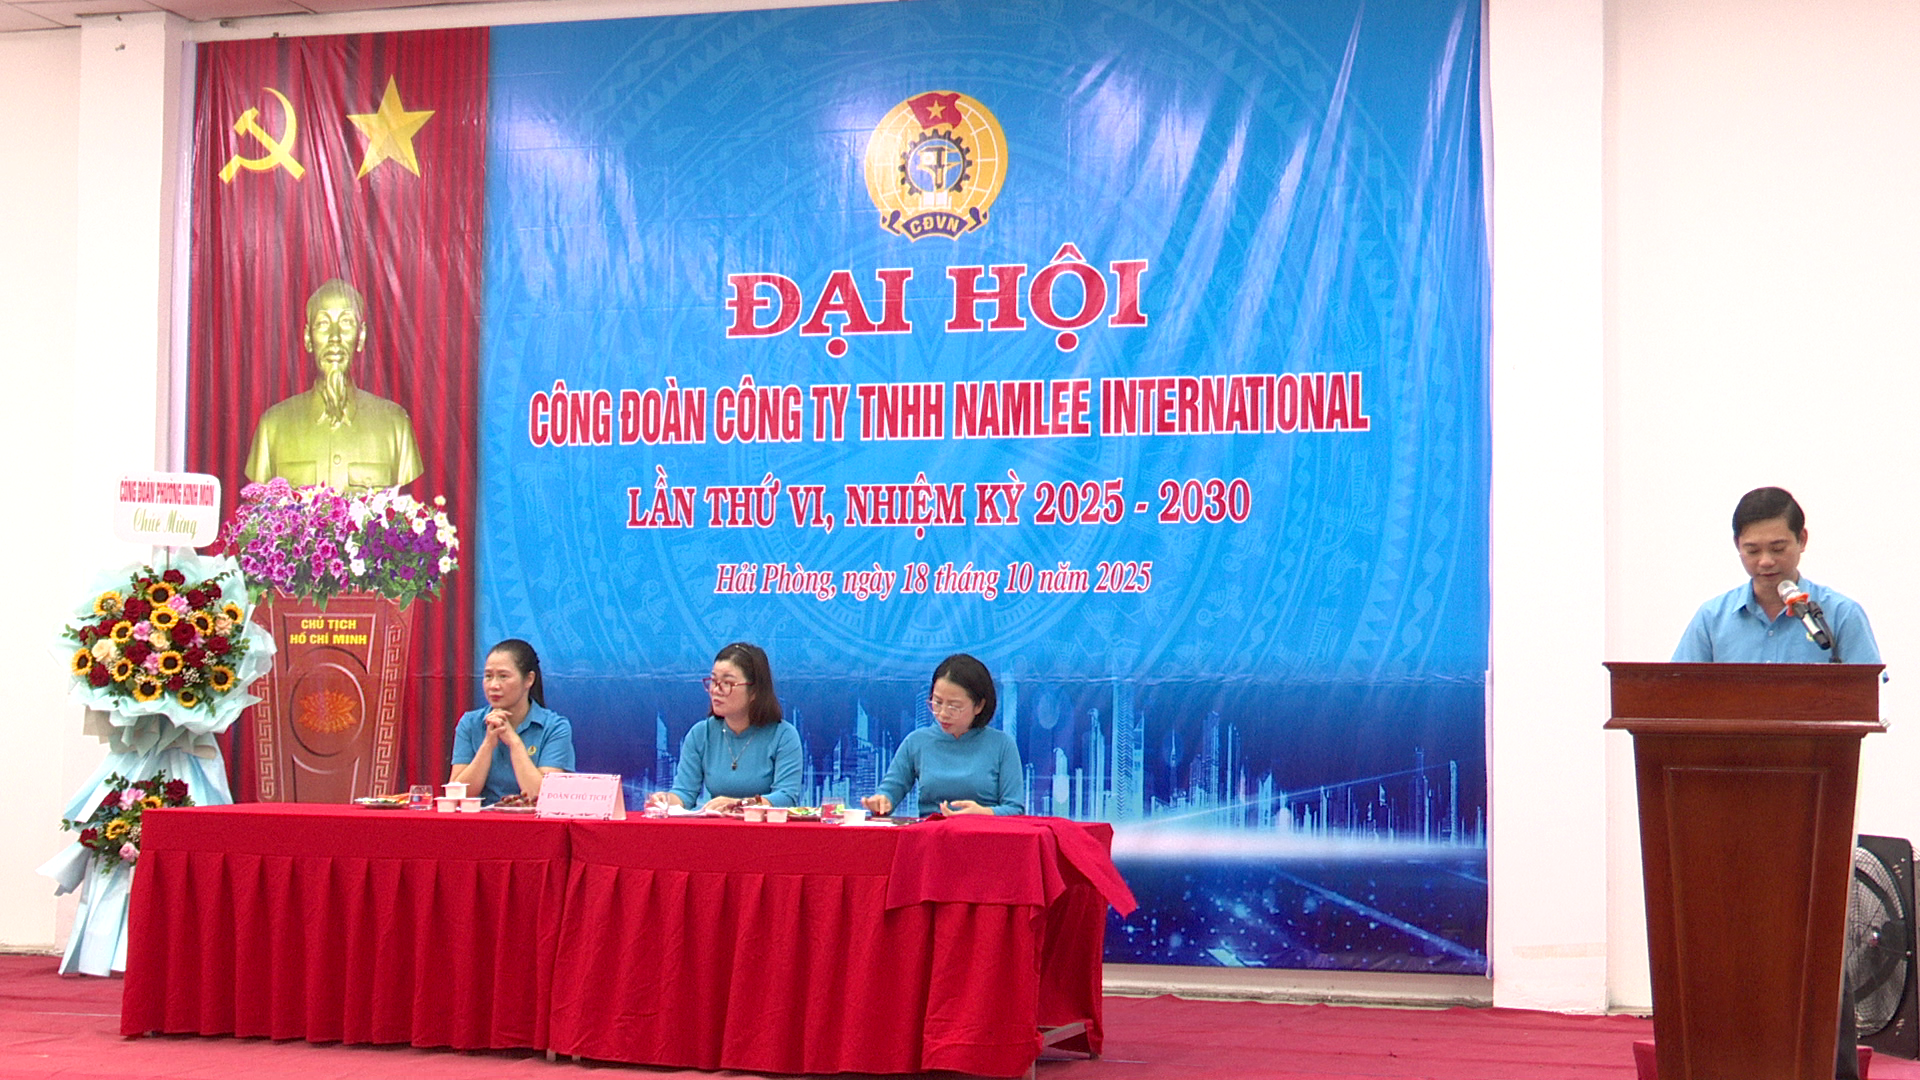 CĐVN
ĐẠI HỘI
CÔNG ĐOÀN CÔNG TY TNHH NAMLEE INTERNATIONAL
LẦN THỨ VI, NHIỆM KỲ 2025 - 2030
Hải Phòng, ngày 18 tháng 10 năm 2025
CÔNG ĐOÀN PHƯỜNG KINH MÔN
Chúc Mừng
CHỦ TỊCH
HỒ CHÍ MINH
ĐOÀN CHỦ TỊCH